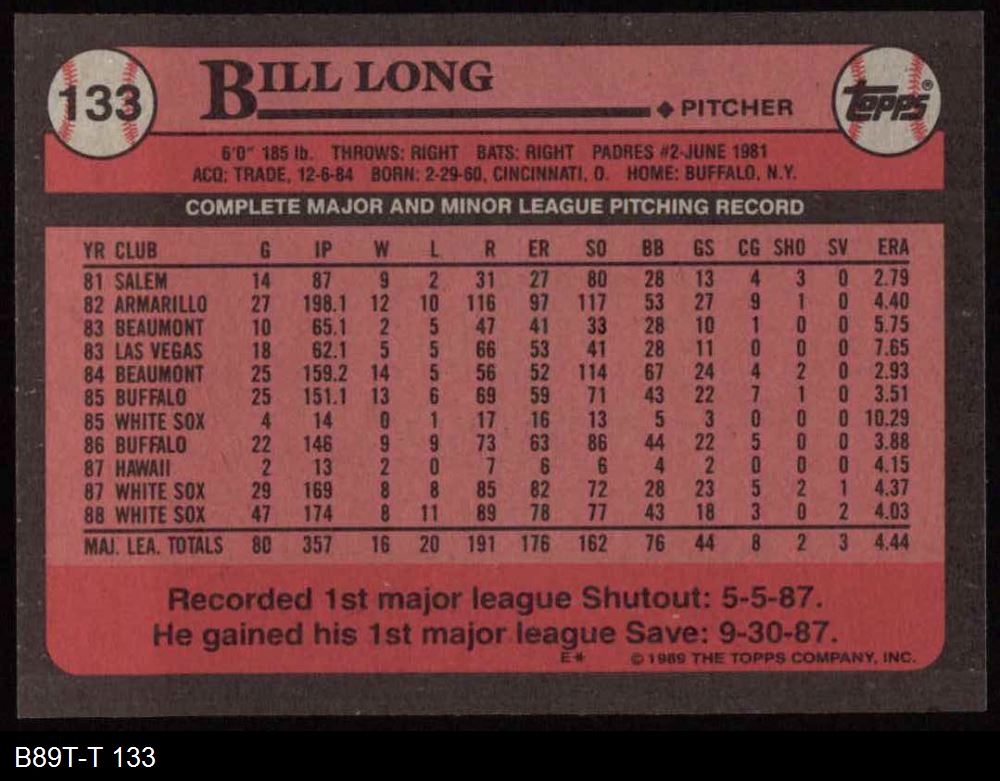 133
BILL LONG
◆ PITCHER
Topps®
6'0" 185 lb. THROWS: RIGHT BATS: RIGHT PADRES #2-JUNE 1981
ACQ: TRADE, 12-6-84 BORN: 2-29-60, CINCINNATI, O. HOME: BUFFALO, N.Y.
COMPLETE MAJOR AND MINOR LEAGUE PITCHING RECORD
YR CLUB G IP W L R ER SO BB GS CG SHO SV ERA
81 SALEM 14 87 9 2 31 27 80 28 13 4 3 0 2.79
82 ARMARILLO 27 198.1 12 10 116 97 117 53 27 9 1 0 4.40
83 BEAUMONT 10 65.1 2 5 47 41 33 28 10 1 0 0 5.75
83 LAS VEGAS 18 62.1 5 5 66 53 41 28 11 0 0 0 7.65
84 BEAUMONT 25 159.2 14 5 56 52 114 67 24 4 2 0 2.93
85 BUFFALO 25 151.1 13 6 69 59 71 43 22 7 1 0 3.51
85 WHITE SOX 4 14 0 1 17 16 13 5 3 0 0 0 10.29
86 BUFFALO 22 146 9 9 73 63 86 44 22 5 0 0 3.88
87 HAWAII 2 13 2 0 7 6 6 4 2 0 0 0 4.15
87 WHITE SOX 29 169 8 8 85 82 72 28 23 5 2 1 4.37
88 WHITE SOX 47 174 8 11 89 78 77 43 18 3 0 2 4.03
MAJ. LEA. TOTALS 80 357 16 20 191 176 162 76 44 8 2 3 4.44
Recorded 1st major league Shutout: 5-5-87.
He gained his 1st major league Save: 9-30-87.
E* © 1989 THE TOPPS COMPANY, INC.
B89T-T 133